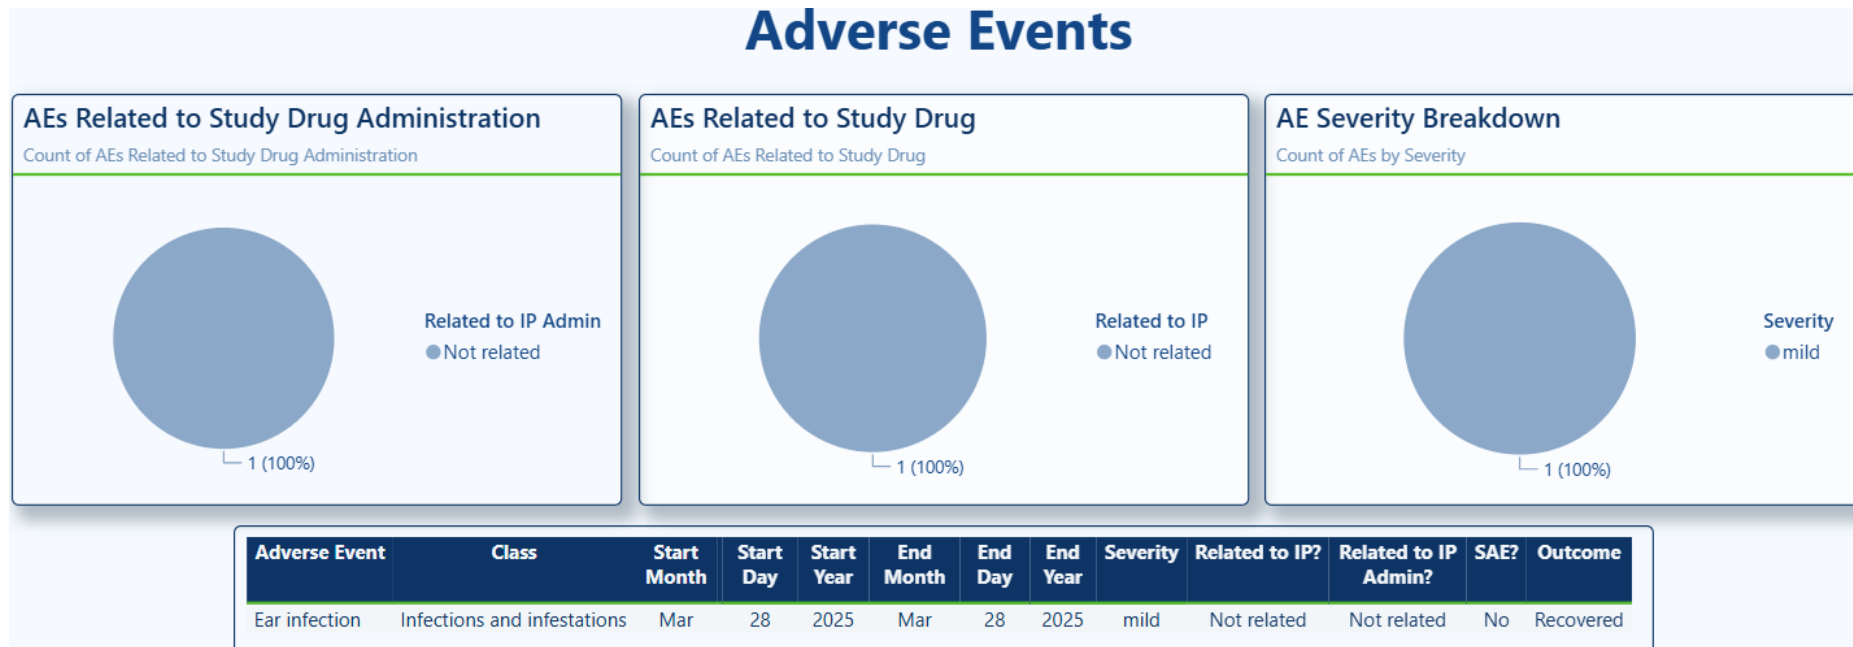 Adverse Events
AEs Related to Study Drug Administration
Count of AEs Related to Study Drug Administration
Related to IP Admin
Not related
1 (100%)
AEs Related to Study Drug
Count of AEs Related to Study Drug
Related to IP
Not related
1 (100%)
AE Severity Breakdown
Count of AEs by Severity
Severity
mild
1 (100%)
Adverse Event Class Start Month Start Day Start Year End Month End Day End Year Severity Related to IP? Related to IP Admin? SAE? Outcome
Ear infection Infections and infestations Mar 28 2025 Mar 28 2025 mild Not related Not related No Recovered